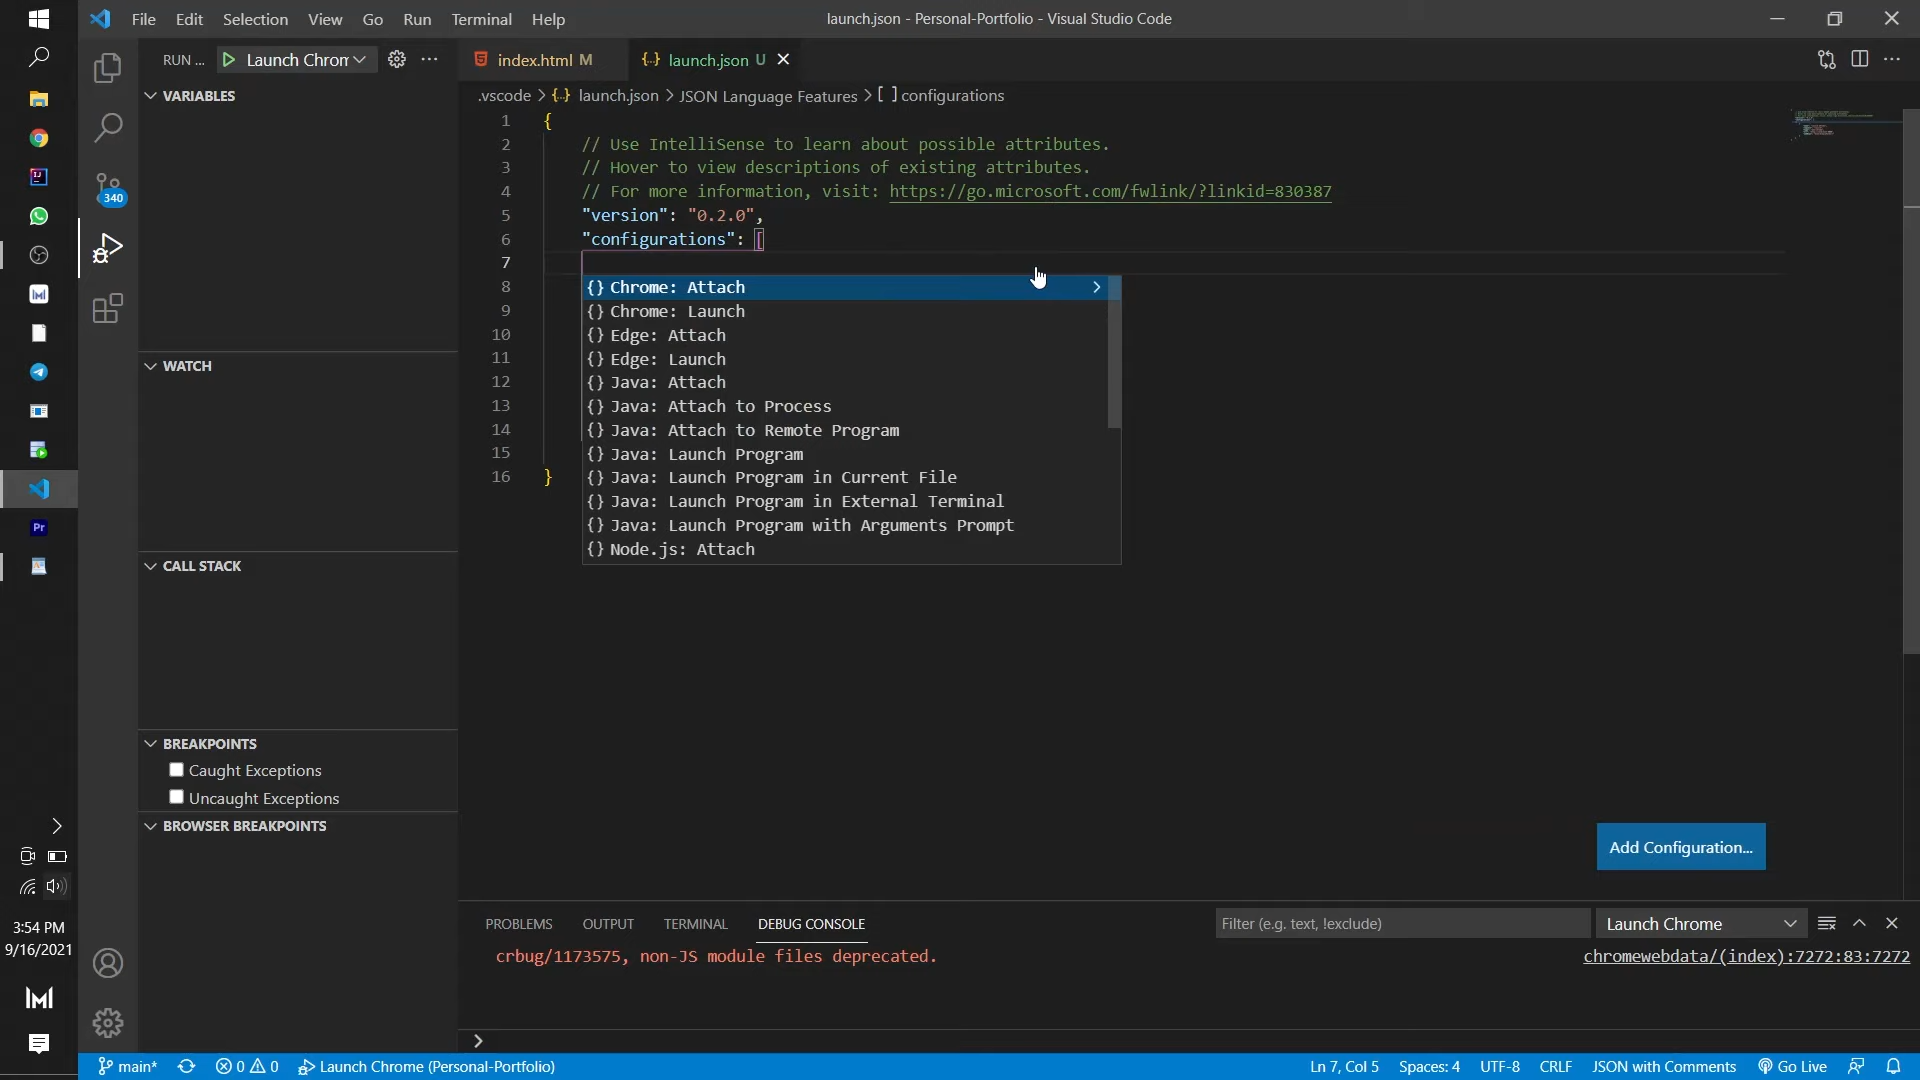 File Edit Selection View Go Run Terminal Help
launch.json - Personal-Portfolio - Visual Studio Code
RUN ... Launch Chrom
index.html M
launch.json U
.vscode > {..} launch.json > JSON Language Features > [ ] configurations
VARIABLES
WATCH
CALL STACK
BREAKPOINTS
Caught Exceptions
Uncaught Exceptions
BROWSER BREAKPOINTS
340
1 {
2 // Use IntelliSense to learn about possible attributes.
3 // Hover to view descriptions of existing attributes.
4 // For more information, visit: https://go.microsoft.com/fwlink/?linkid=830387
5 "version": "0.2.0",
6 "configurations": [
7
8 {} Chrome: Attach >
9 {} Chrome: Launch
10 {} Edge: Attach
11 {} Edge: Launch
12 {} Java: Attach
13 {} Java: Attach to Process
14 {} Java: Attach to Remote Program
15 {} Java: Launch Program
16 } {} Java: Launch Program in Current File
{} Java: Launch Program in External Terminal
{} Java: Launch Program with Arguments Prompt
{} Node.js: Attach
Add Configuration...
PROBLEMS OUTPUT TERMINAL DEBUG CONSOLE
Filter (e.g. text, !exclude)
Launch Chrome
crbug/1173575, non-JS module files deprecated.
chromewebdata/(index):7272:83:7272
>
IJ
Pr
3:54 PM
9/16/2021
main* 0 0 Launch Chrome (Personal-Portfolio)
Ln 7, Col 5 Spaces: 4 UTF-8 CRLF JSON with Comments Go Live